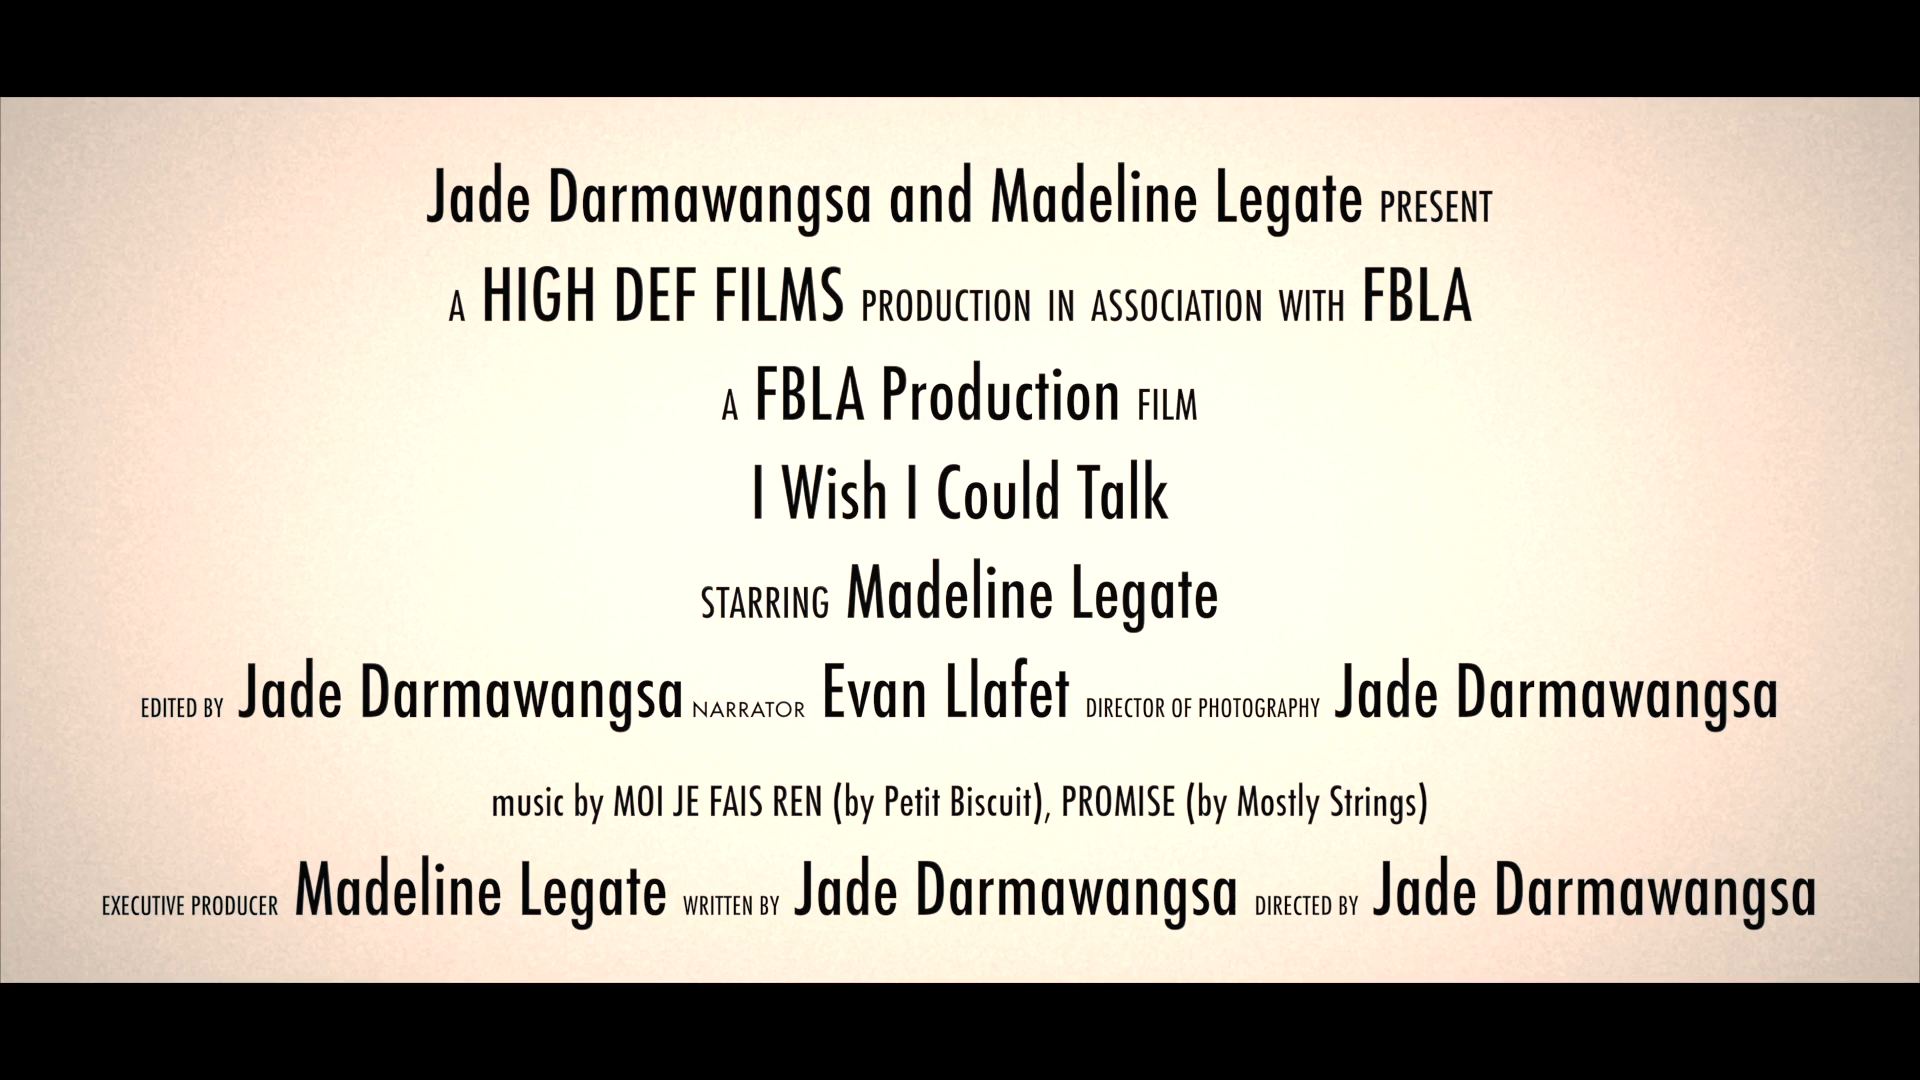 Jade Darmawangsa and Madeline Legate PRESENT
A HIGH DEF FILMS PRODUCTION IN ASSOCIATION WITH FBLA
A FBLA Production FILM
I Wish I Could Talk
STARRING Madeline Legate
EDITED BY Jade Darmawangsa NARRATOR Evan Llafet DIRECTOR OF PHOTOGRAPHY Jade Darmawangsa
music by MOI JE FAIS REN (by Petit Biscuit), PROMISE (by Mostly Strings)
EXECUTIVE PRODUCER Madeline Legate WRITTEN BY Jade Darmawangsa DIRECTED BY Jade Darmawangsa